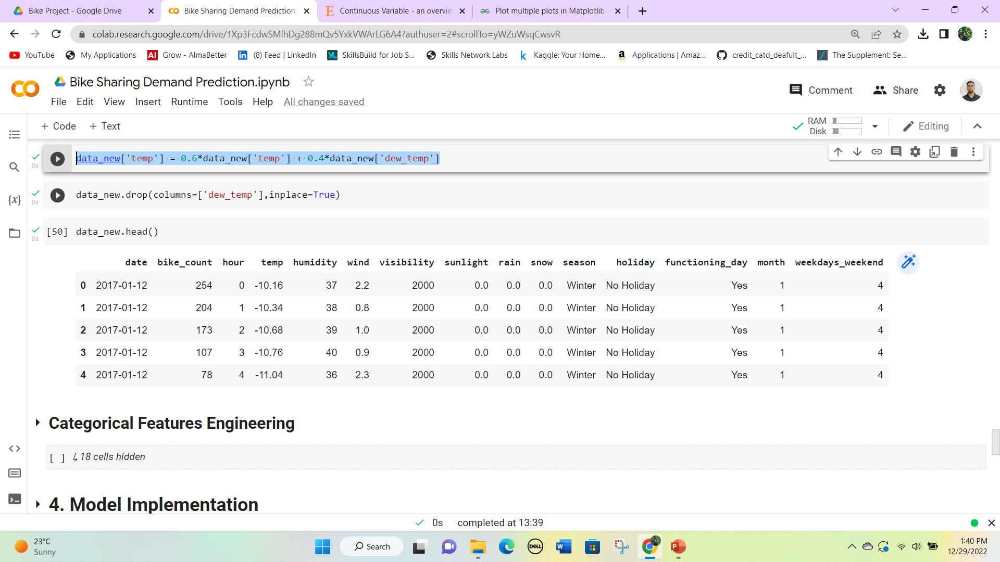 Bike Project - Google Drive
Bike Sharing Demand Prediction.
Continuous Variable - an overvie
Plot multiple plots in Matplotlib -
colab.research.google.com/drive/1Xp3FcdwSMlhDg288mQv5YxkVWArLG6A4?authuser=2#scrollTo=yWZuWsqCwsvR
YouTube My Applications AI Grow - AlmaBetter in (8) Feed | LinkedIn YL SkillsBuild for Job S... Skills Network Labs k Kaggle: Your Home... a Applications | Amaz... credit_catd_deafult_... The Supplement: Se...
Bike Sharing Demand Prediction.ipynb
Comment Share
File Edit View Insert Runtime Tools Help All changes saved
+ Code + Text
RAM
Disk
Editing
data_new['temp'] = 0.6*data_new['temp'] + 0.4*data_new['dew_temp']
0s
data_new.drop(columns=['dew_temp'],inplace=True)
0s
[50] data_new.head()
0s
date bike_count hour temp humidity wind visibility sunlight rain snow season holiday functioning_day month weekdays_weekend
0 2017-01-12 254 0 -10.16 37 2.2 2000 0.0 0.0 0.0 Winter No Holiday Yes 1 4
1 2017-01-12 204 1 -10.34 38 0.8 2000 0.0 0.0 0.0 Winter No Holiday Yes 1 4
2 2017-01-12 173 2 -10.68 39 1.0 2000 0.0 0.0 0.0 Winter No Holiday Yes 1 4
3 2017-01-12 107 3 -10.76 40 0.9 2000 0.0 0.0 0.0 Winter No Holiday Yes 1 4
4 2017-01-12 78 4 -11.04 36 2.3 2000 0.0 0.0 0.0 Winter No Holiday Yes 1 4
Categorical Features Engineering
[ ] ↳ 18 cells hidden
4. Model Implementation
0s completed at 13:39
23°C
Sunny
Search
DELL
1:40 PM
12/29/2022